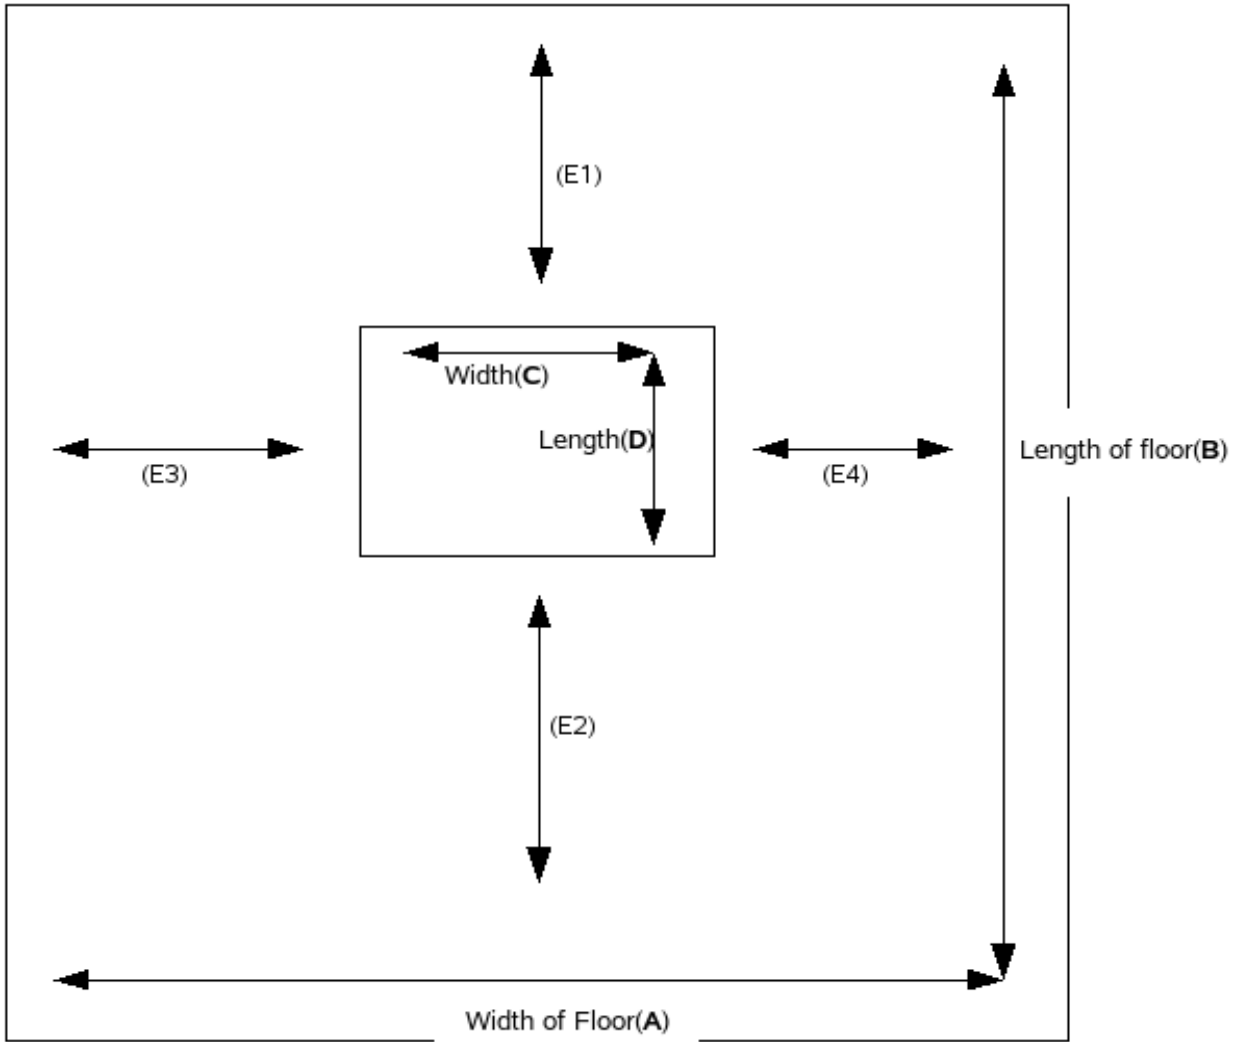 (E1)
Width(C)
Length(D)
(E3)
(E4)
Length of floor(B)
(E2)
Width of Floor(A)